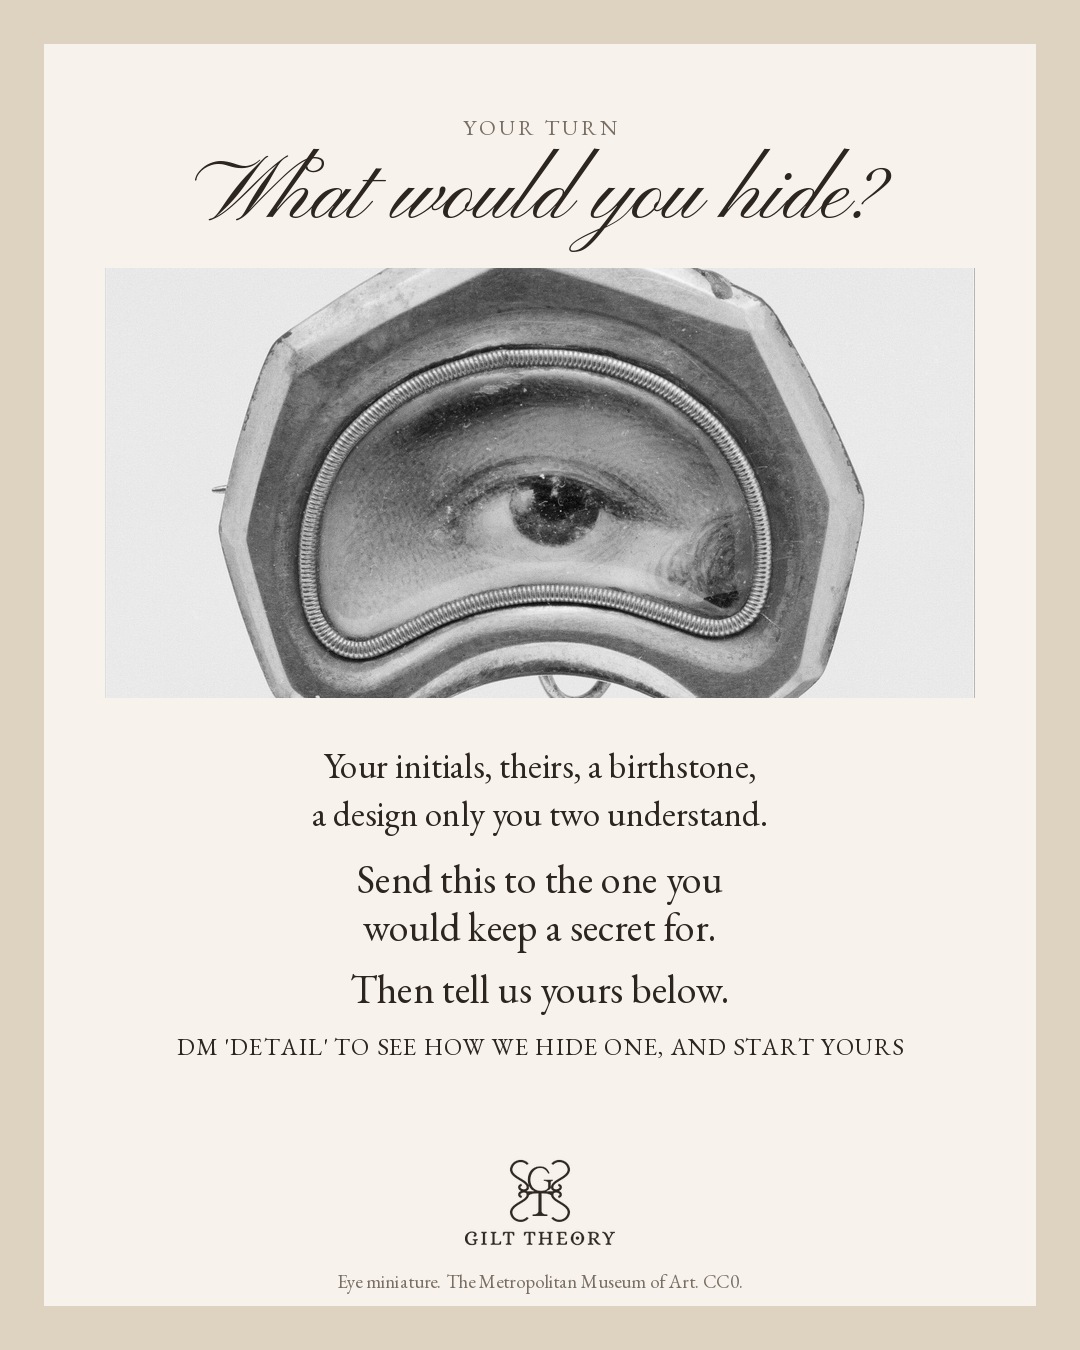 YOUR TURN
What would you hide?
Your initials, theirs, a birthstone,
a design only you two understand.
Send this to the one you
would keep a secret for.
Then tell us yours below.
DM 'DETAIL' TO SEE HOW WE HIDE ONE, AND START YOURS
GT
GILT THEORY
Eye miniature. The Metropolitan Museum of Art. CC0.